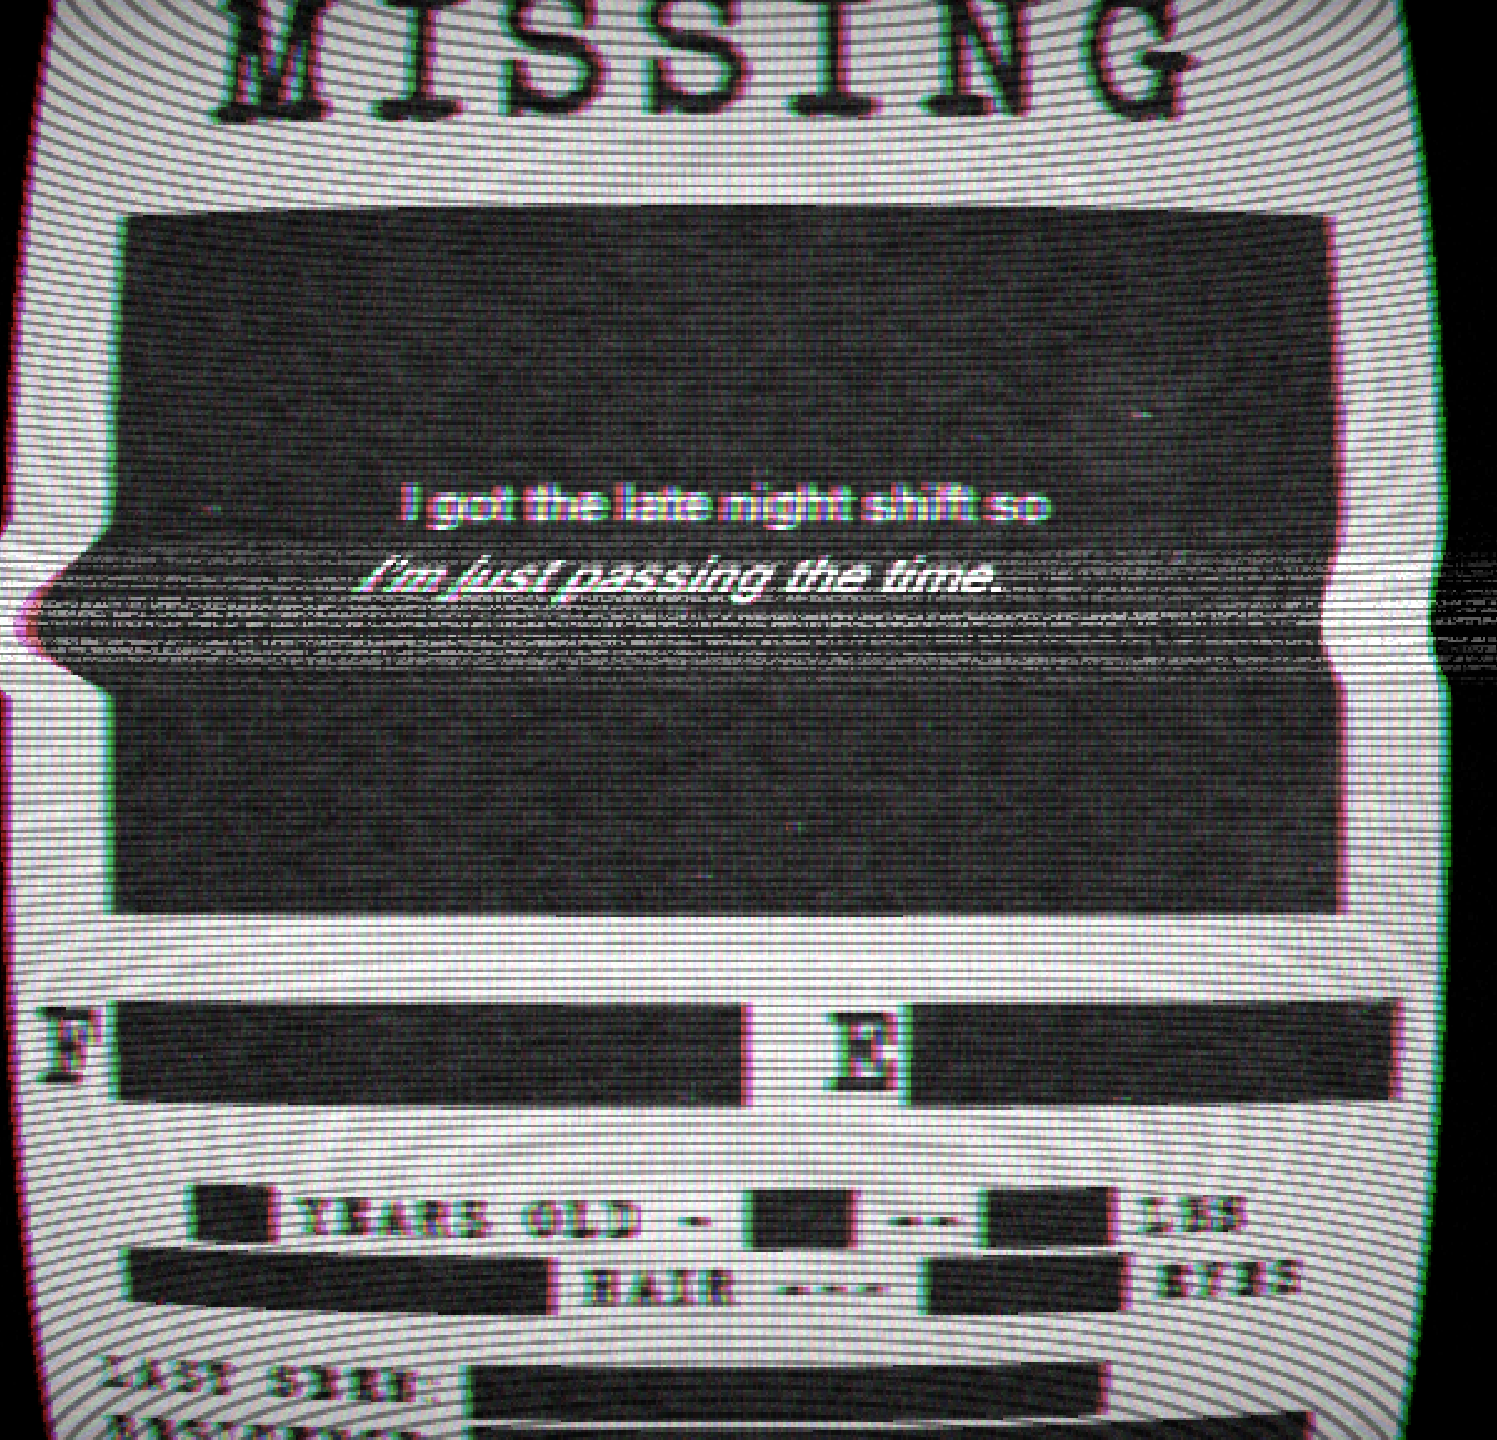 MISSING
I got the late night shift so
I'm just passing the time.
F E
YEARS OLD - -- LBS
HAIR --- EYES
LAST SEEN: